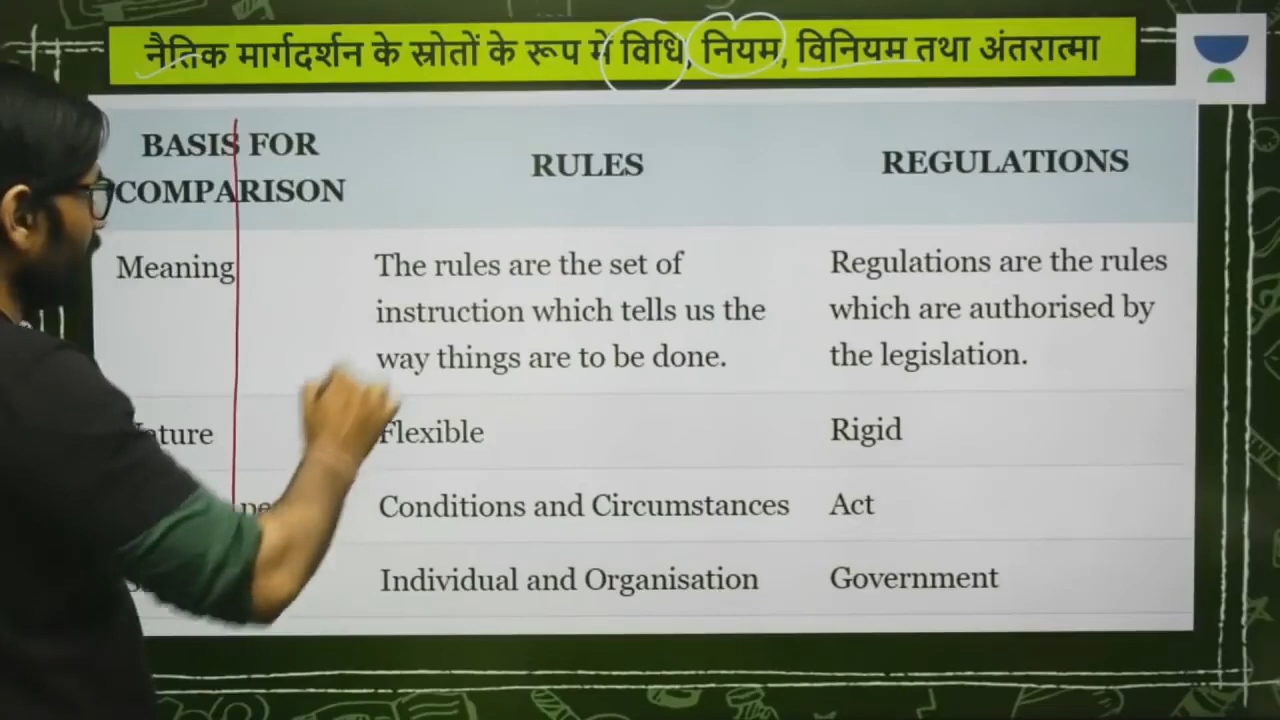 नैतिक मार्गदर्शन के स्रोतों के रूप में विधि, नियम, विनियम तथा अंतरात्मा
BASIS FOR
COMPARISON
RULES
REGULATIONS
Meaning
The rules are the set of
instruction which tells us the
way things are to be done.
Regulations are the rules
which are authorised by
the legislation.
Flexible
Rigid
Conditions and Circumstances
Act
Individual and Organisation
Government